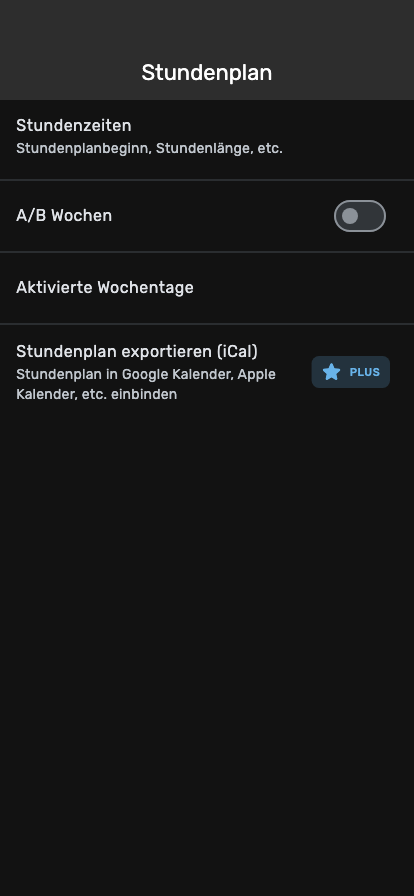 Stundenplan
Stundenzeiten
Stundenplanbeginn, Stundenlänge, etc.
A/B Wochen
Aktivierte Wochentage
Stundenplan exportieren (iCal)
Stundenplan in Google Kalender, Apple
Kalender, etc. einbinden
PLUS